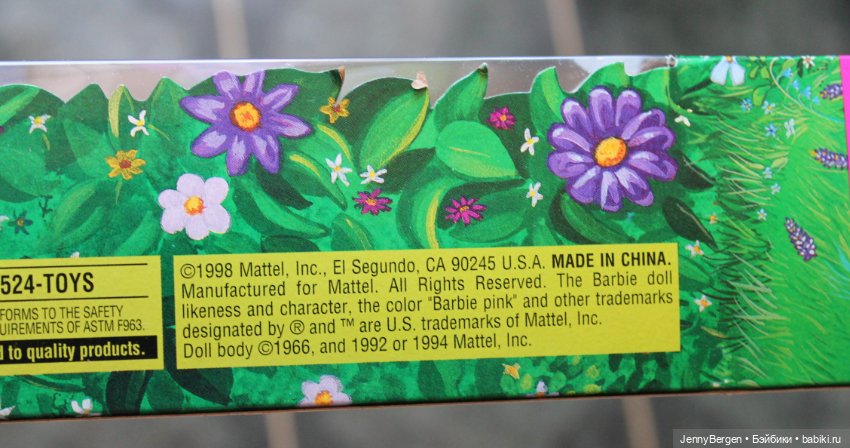 524-TOYS
FORMS TO THE SAFETY
UIREMENTS OF ASTM F963.
d to quality products.
©1998 Mattel, Inc., El Segundo, CA 90245 U.S.A. MADE IN CHINA.
Manufactured for Mattel. All Rights Reserved. The Barbie doll
likeness and character, the color "Barbie pink" and other trademarks
designated by ® and ™ are U.S. trademarks of Mattel, Inc.
Doll body ©1966, and 1992 or 1994 Mattel, Inc.
JennyBergen • Бэйбики • babiki.ru